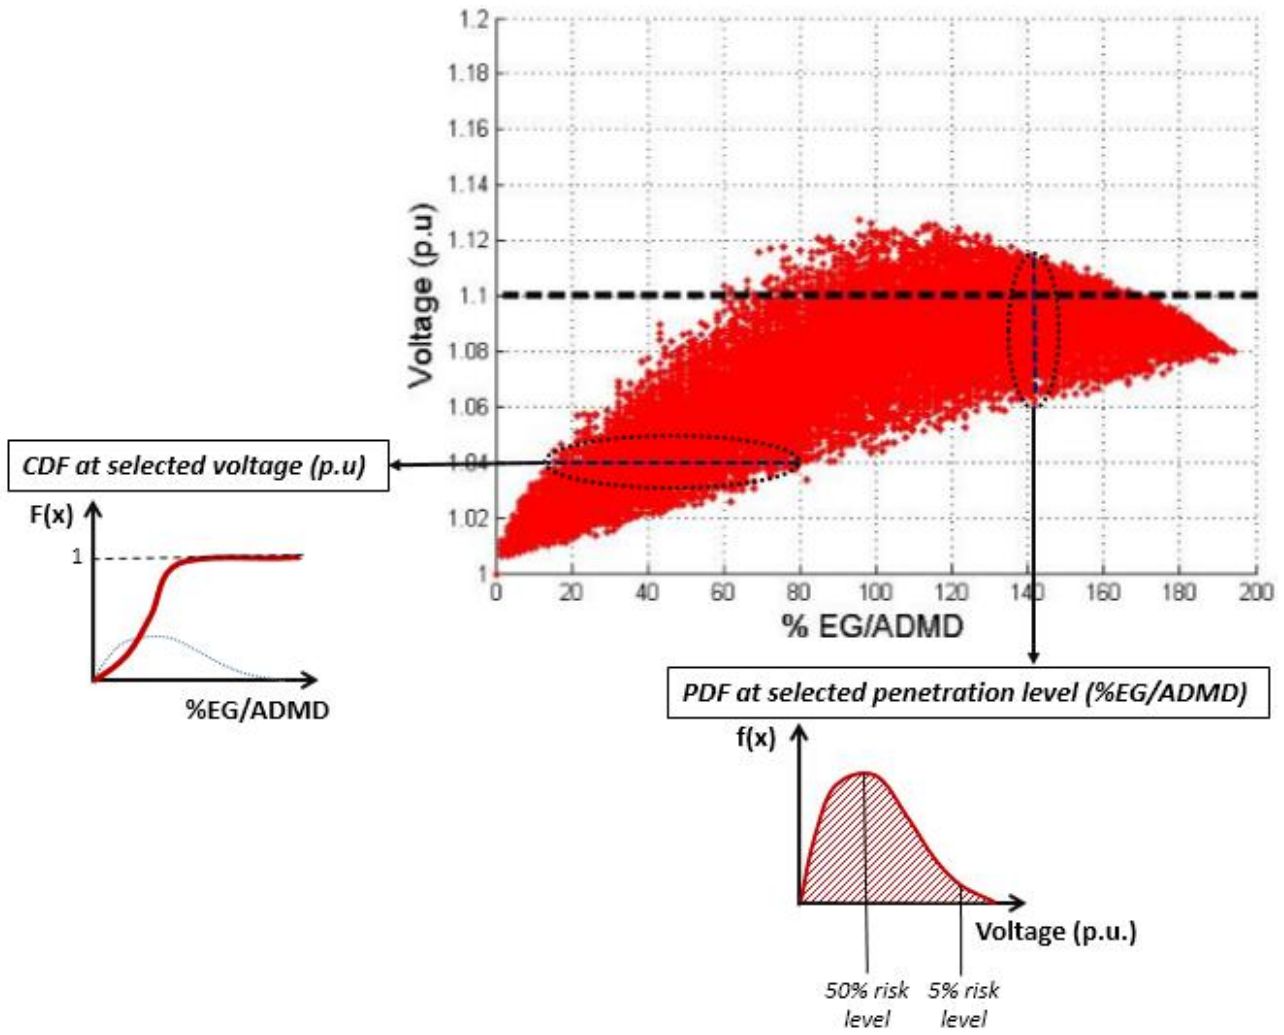 1.2
1.18
1.16
1.14
1.12
1.1
1.08
1.06
1.04
1.02
1
Voltage (p.u)
0 20 40 60 80 100 120 140 160 180 200
% EG/ADMD
CDF at selected voltage (p.u)
F(x)
1
%EG/ADMD
PDF at selected penetration level (%EG/ADMD)
f(x)
Voltage (p.u.)
50% risk
level
5% risk
level